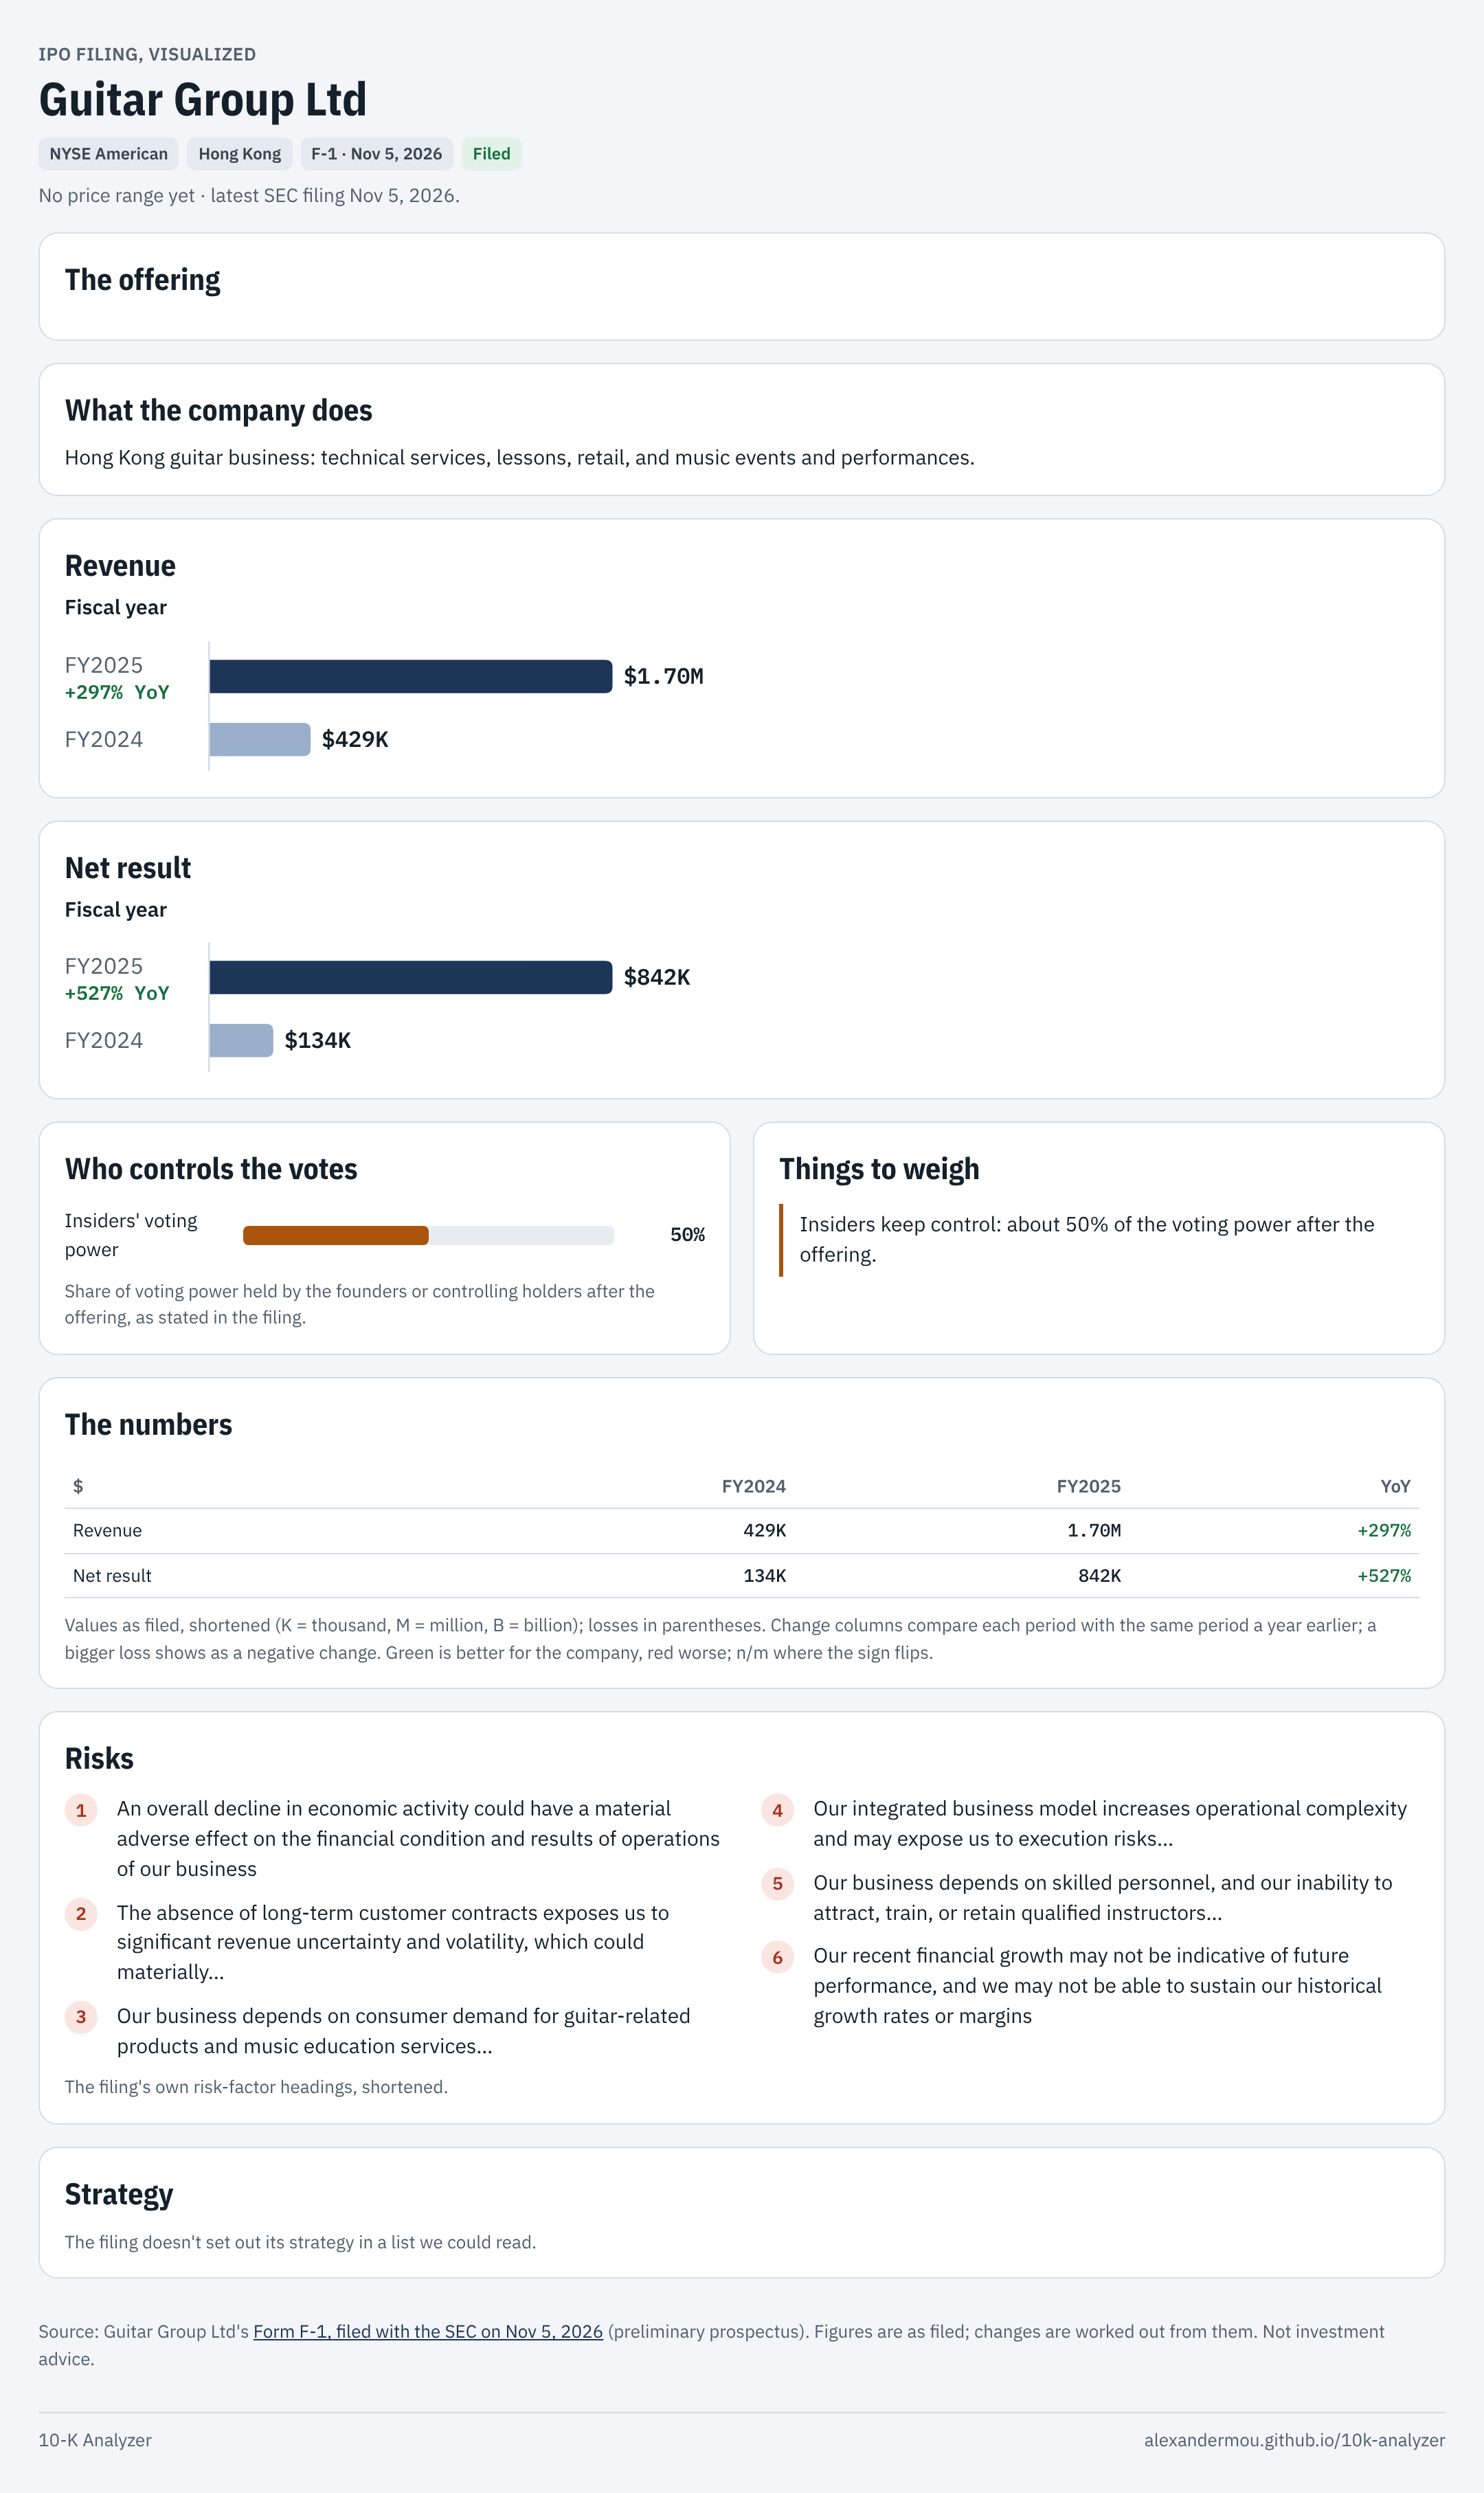 IPO FILING, VISUALIZED
Guitar Group Ltd
NYSE American
Hong Kong
F-1 · Nov 5, 2026
Filed
No price range yet · latest SEC filing Nov 5, 2026.
The offering
What the company does
Hong Kong guitar business: technical services, lessons, retail, and music events and performances.
Revenue
Fiscal year
FY2025
+297% YoY
$1.70M
FY2024
$429K
Net result
Fiscal year
FY2025
+527% YoY
$842K
FY2024
$134K
Who controls the votes
Insiders' voting
power
50%
Share of voting power held by the founders or controlling holders after the
offering, as stated in the filing.
Things to weigh
Insiders keep control: about 50% of the voting power after the
offering.
The numbers
$ FY2024 FY2025 YoY
Revenue 429K 1.70M +297%
Net result 134K 842K +527%
Values as filed, shortened (K = thousand, M = million, B = billion); losses in parentheses. Change columns compare each period with the same period a year earlier; a
bigger loss shows as a negative change. Green is better for the company, red worse; n/m where the sign flips.
Risks
1 An overall decline in economic activity could have a material
adverse effect on the financial condition and results of operations
of our business
2 The absence of long-term customer contracts exposes us to
significant revenue uncertainty and volatility, which could
materially…
3 Our business depends on consumer demand for guitar-related
products and music education services…
4 Our integrated business model increases operational complexity
and may expose us to execution risks…
5 Our business depends on skilled personnel, and our inability to
attract, train, or retain qualified instructors…
6 Our recent financial growth may not be indicative of future
performance, and we may not be able to sustain our historical
growth rates or margins
The filing's own risk-factor headings, shortened.
Strategy
The filing doesn't set out its strategy in a list we could read.
Source: Guitar Group Ltd's Form F-1, filed with the SEC on Nov 5, 2026 (preliminary prospectus). Figures are as filed; changes are worked out from them. Not investment
advice.
10-K Analyzer
alexandermou.github.io/10k-analyzer